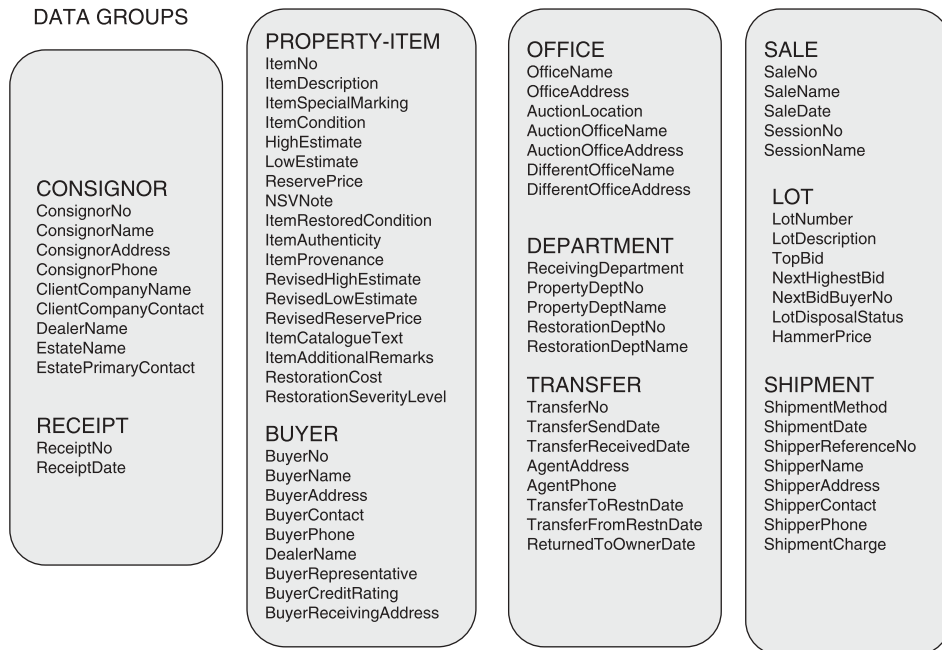 DATA GROUPS
CONSIGNOR
ConsignorNo
ConsignorName
ConsignorAddress
ConsignorPhone
ClientCompanyName
ClientCompanyContact
DealerName
EstateName
EstatePrimaryContact
RECEIPT
ReceiptNo
ReceiptDate
PROPERTY-ITEM
ItemNo
ItemDescription
ItemSpecialMarking
ItemCondition
HighEstimate
LowEstimate
ReservePrice
NSVNote
ItemRestoredCondition
ItemAuthenticity
ItemProvenance
RevisedHighEstimate
RevisedLowEstimate
RevisedReservePrice
ItemCatalogueText
ItemAdditionalRemarks
RestorationCost
RestorationSeverityLevel
BUYER
BuyerNo
BuyerName
BuyerAddress
BuyerContact
BuyerPhone
DealerName
BuyerRepresentative
BuyerCreditRating
BuyerReceivingAddress
OFFICE
OfficeName
OfficeAddress
AuctionLocation
AuctionOfficeName
AuctionOfficeAddress
DifferentOfficeName
DifferentOfficeAddress
DEPARTMENT
ReceivingDepartment
PropertyDeptNo
PropertyDeptName
RestorationDeptNo
RestorationDeptName
TRANSFER
TransferNo
TransferSendDate
TransferReceivedDate
AgentAddress
AgentPhone
TransferToRestnDate
TransferFromRestnDate
ReturnedToOwnerDate
SALE
SaleNo
SaleName
SaleDate
SessionNo
SessionName
LOT
LotNumber
LotDescription
TopBid
NextHighestBid
NextBidBuyerNo
LotDisposalStatus
HammerPrice
SHIPMENT
ShipmentMethod
ShipmentDate
ShipperReferenceNo
ShipperName
ShipperAddress
ShipperContact
ShipperPhone
ShipmentCharge